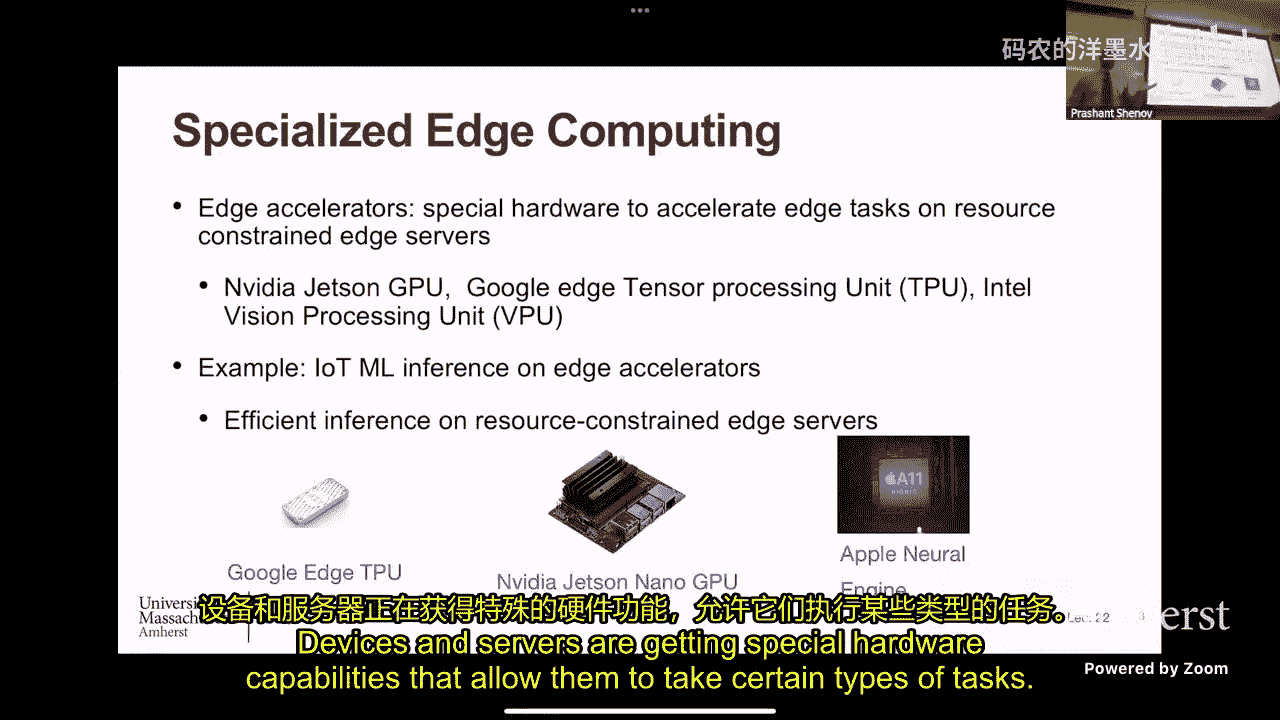 码农的洋墨水
Prashant Shenoy
Specialized Edge Computing
• Edge accelerators: special hardware to accelerate edge tasks on resource
constrained edge servers
• Nvidia Jetson GPU, Google edge Tensor processing Unit (TPU), Intel
Vision Processing Unit (VPU)
• Example: IoT ML inference on edge accelerators
• Efficient inference on resource-constrained edge servers
A11
BIONIC
Google Edge TPU
Nvidia Jetson Nano GPU
Apple Neural
Engine
Amherst
Lec. 22
3
设备和服务器正在获得特殊的硬件功能，允许它们执行某些类型的任务。
Devices and servers are getting special hardware
capabilities that allow them to take certain types of tasks.
Powered by Zoom